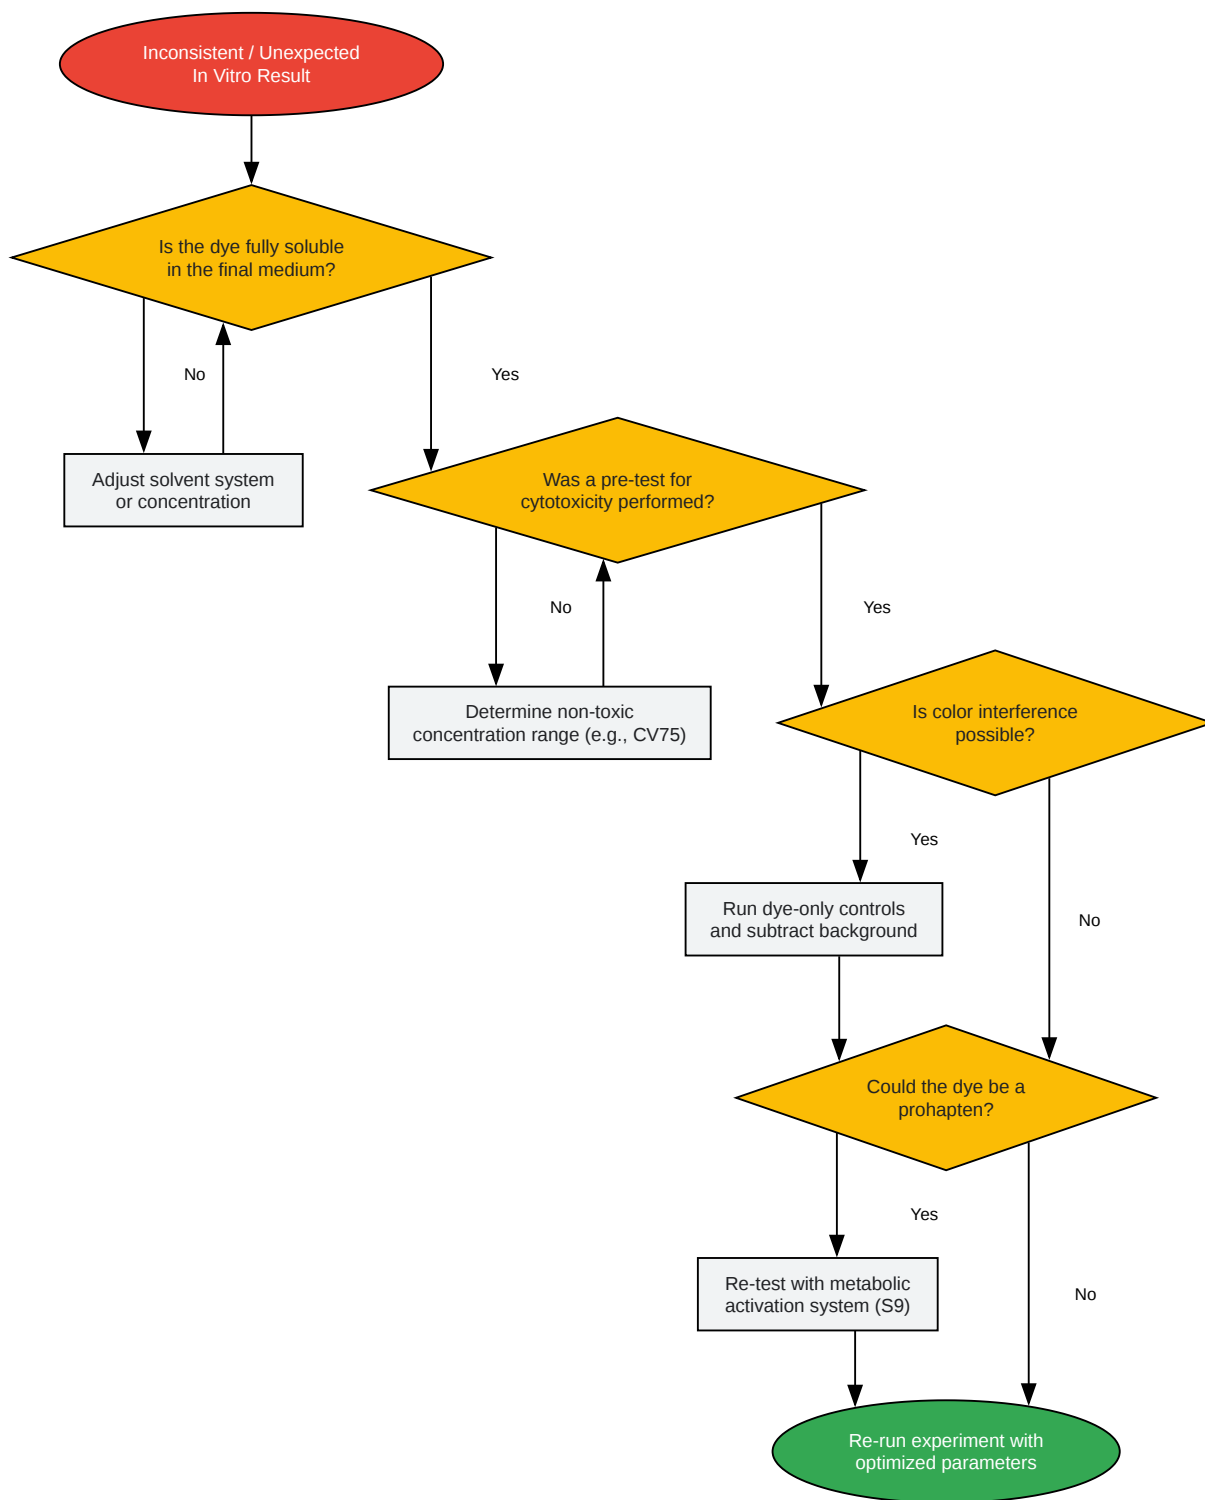 Inconsistent / Unexpected
In Vitro Result
Is the dye fully soluble
in the final medium?
No
Yes
Adjust solvent system
or concentration
Was a pre-test for
cytotoxicity performed?
No
Yes
Determine non-toxic
concentration range (e.g., CV75)
Is color interference
possible?
Yes
No
Run dye-only controls
and subtract background
Could the dye be a
prohapten?
Yes
No
Re-test with metabolic
activation system (S9)
Re-run experiment with
optimized parameters